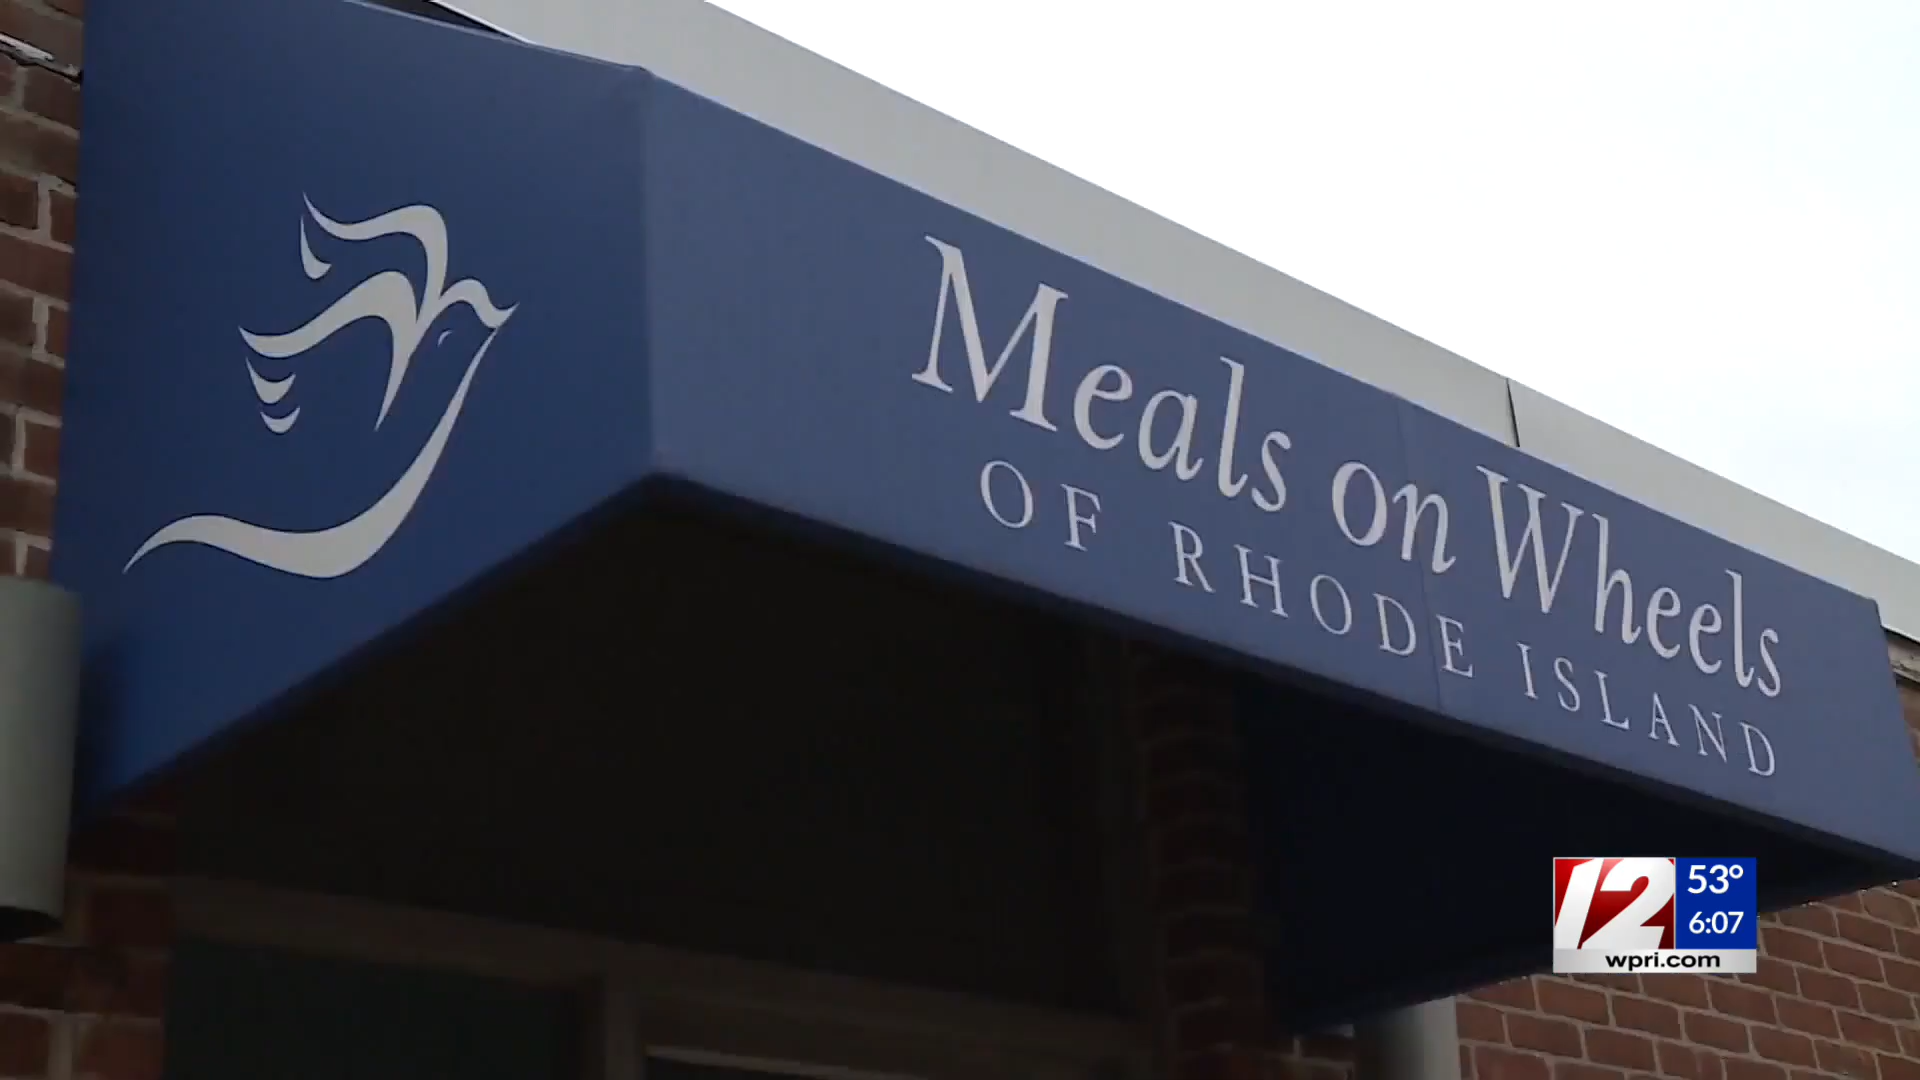 Meals on Wheels
OF RHODE ISLAND
12
53°
6:07
wpri.com